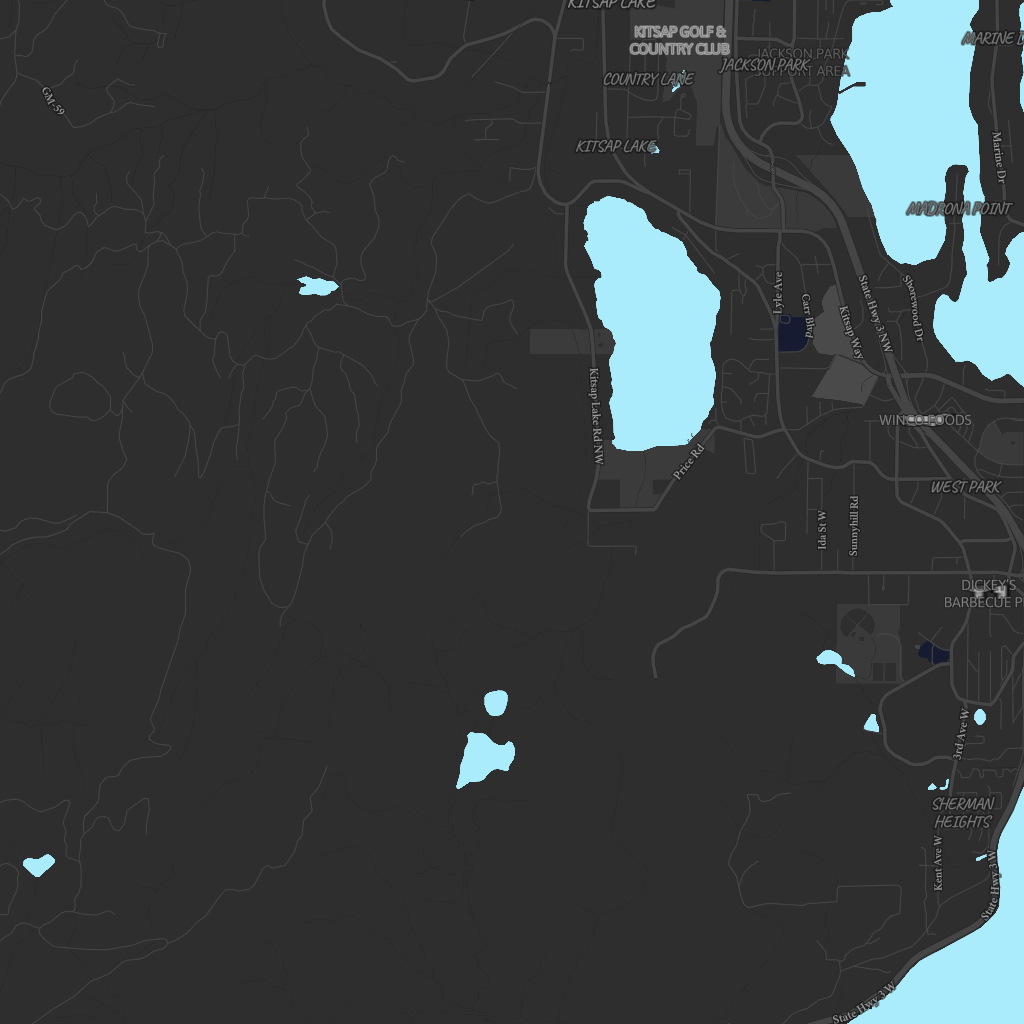 KITSAP LAKE
KITSAP GOLF &
COUNTRY CLUB
MARINE D
JACKSON PARK
SUPPORT AREA
JACKSON PARK
COUNTRY LANE
GM-59
KITSAP LAKE
Marine Dr
MADRONA POINT
Lyle Ave
Carr Blvd
Kitsap Way
State Hwy 3 NW
Shorewood Dr
Kitsap Lake Rd NW
WINCO FOODS
Price Rd
WEST PARK
Ida St W
Sunnyhill Rd
DICKEY'S
BARBECUE PI
3rd Ave W
SHERMAN
HEIGHTS
Kent Ave W
State Hwy 3 W
State Hwy 3 W